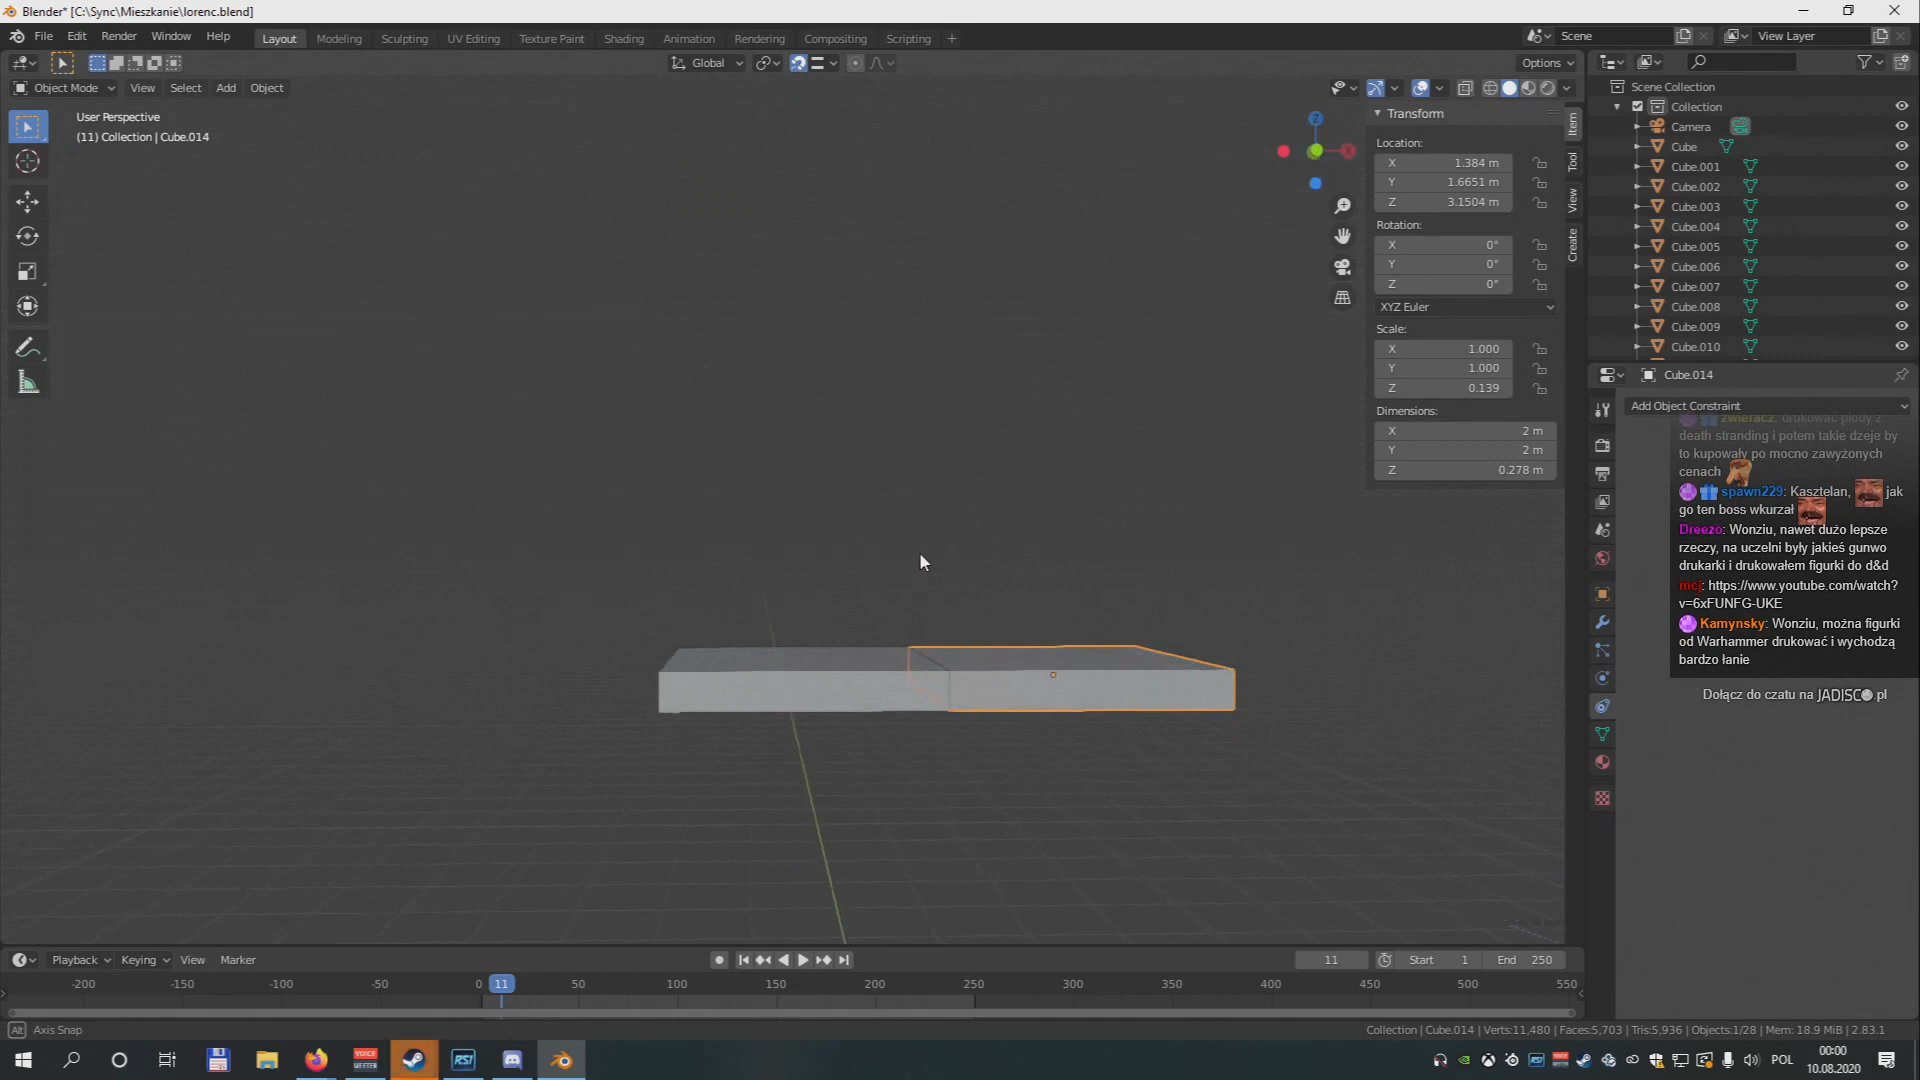 Blender* [C:\Sync\Mieszkanie\lorenc.blend]
File Edit Render Window Help Layout Modeling Sculpting UV Editing Texture Paint Shading Animation Rendering Compositing Scripting + Scene View Layer
Global Options
Object Mode View Select Add Object
User Perspective
(11) Collection | Cube.014
Z
X
Transform
Location:
X 1.384 m
Y 1.6651 m
Z 3.1504 m
Rotation:
X 0°
Y 0°
Z 0°
XYZ Euler
Scale:
X 1.000
Y 1.000
Z 0.139
Dimensions:
X 2 m
Y 2 m
Z 0.278 m
Item
Tool
View
Create
Scene Collection
Collection
Camera
Cube
Cube.001
Cube.002
Cube.003
Cube.004
Cube.005
Cube.006
Cube.007
Cube.008
Cube.009
Cube.010
Cube.014
Add Object Constraint
zwieracz: drukować płody z
death stranding i potem takie dzeje by
to kupowały po mocno zawyżonych
cenach
spawn229: Kasztelan, jak
go ten boss wkurzał
Dreezo: Wonziu, nawet dużo lepsze
rzeczy, na uczelni były jakieś gunwo
drukarki i drukowałem figurki do d&d
mcj: https://www.youtube.com/watch?
v=6xFUNFG-UKE
Kamynsky: Wonziu, można figurki
od Warhammer drukować i wychodzą
bardzo łanie
Dołącz do czatu na JADISCO.pl
Playback Keying View Marker 11 Start 1 End 250
-200 -150 -100 -50 0 11 50 100 150 200 250 300 350 400 450 500 550
Alt Axis Snap
Collection | Cube.014 | Verts:11,480 | Faces:5,703 | Tris:5,936 | Objects:1/28 | Mem: 18.9 MiB | 2.83.1
VOICE
MEETER
RSI
POL
00:00
10.08.2020